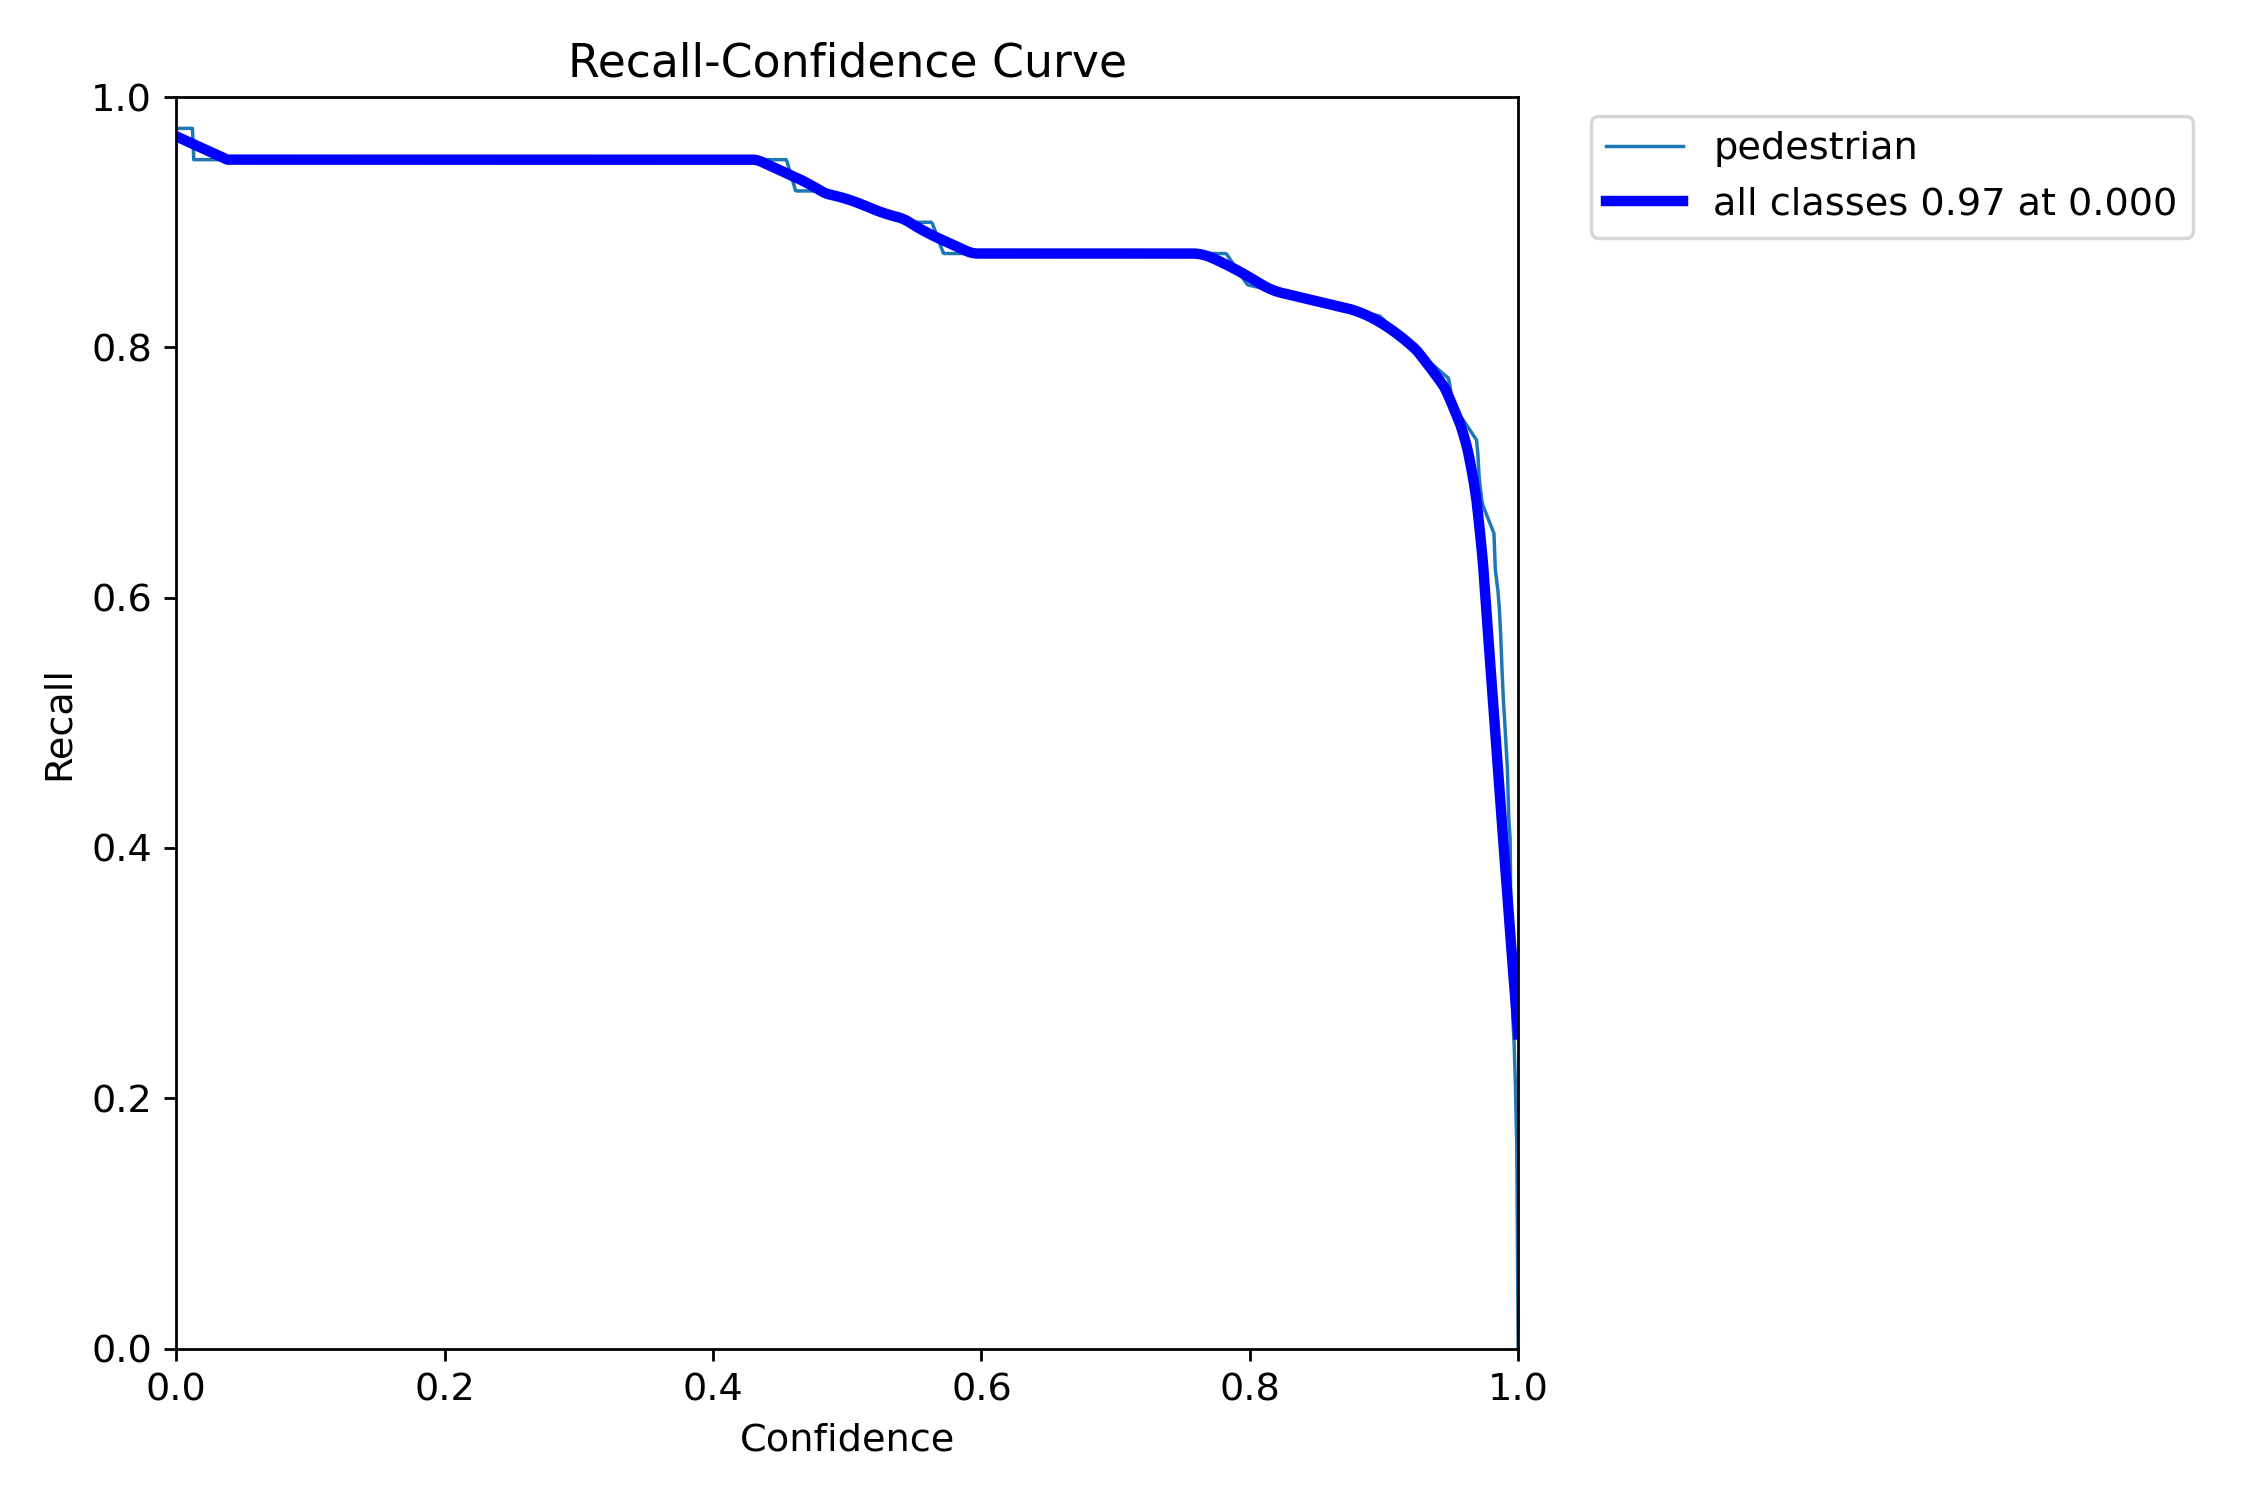 Recall-Confidence Curve
1.0
0.8
0.6
0.4
0.2
0.0
Recall
0.0 0.2 0.4 0.6 0.8 1.0
Confidence
pedestrian
all classes 0.97 at 0.000